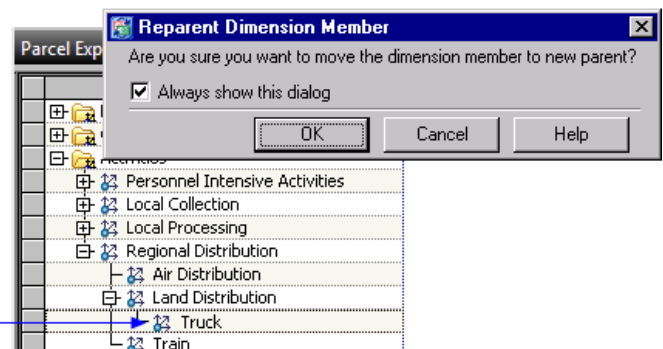 Reparent Dimension Member
Parcel Exp
Are you sure you want to move the dimension member to new parent?
Always show this dialog
OK Cancel Help
Activities
Personnel Intensive Activities
Local Collection
Local Processing
Regional Distribution
Air Distribution
Land Distribution
Truck
Train